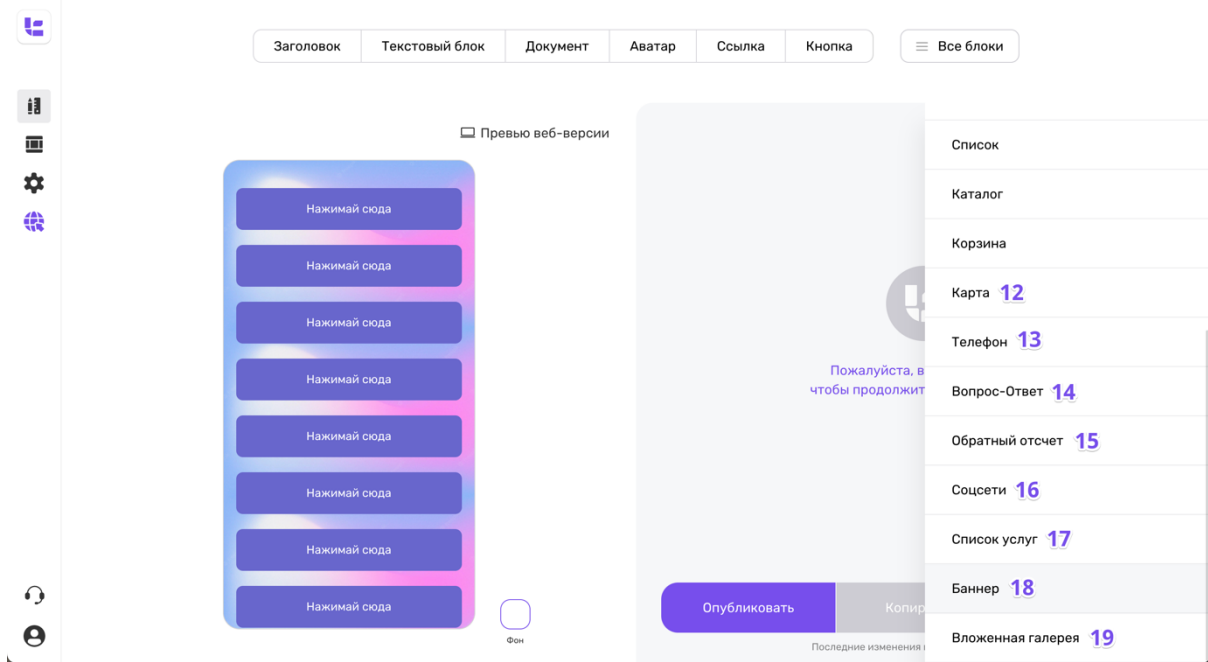 Заголовок Текстовый блок Документ Аватар Ссылка Кнопка Все блоки
Превью веб-версии
Нажимай сюда
Нажимай сюда
Нажимай сюда
Нажимай сюда
Нажимай сюда
Нажимай сюда
Нажимай сюда
Нажимай сюда
Фон
Пожалуйста, в
чтобы продолжит
Опубликовать Копир
Последние изменения
Список
Каталог
Корзина
Карта 12
Телефон 13
Вопрос-Ответ 14
Обратный отсчет 15
Соцсети 16
Список услуг 17
Баннер 18
Вложенная галерея 19